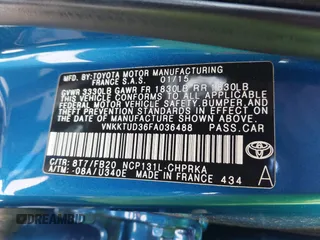 MFD.BY:TOYOTA MOTOR MANUFACTURING
FRANCE S.A.S. 01/15
GVWR 3330LB GAWR FR 1830LB RR 1830LB
THIS VEHICLE CONFORMS TO ALL APPLICABLE
FEDERAL MOTOR VEHICLE SAFETY, BUMPER, AND
THEFT PREVENTION STANDARDS IN EFFECT ON
THE DATE OF MANUFACTURE SHOWN ABOVE.
VNKKTUD36FA036488 PASS.CAR
C/TR: 8T7/FB20 NCP131L-CHPRKA
A/TM: -08A/U340E MADE IN FRANCE 434 A
TOYOTA
DREAMBID